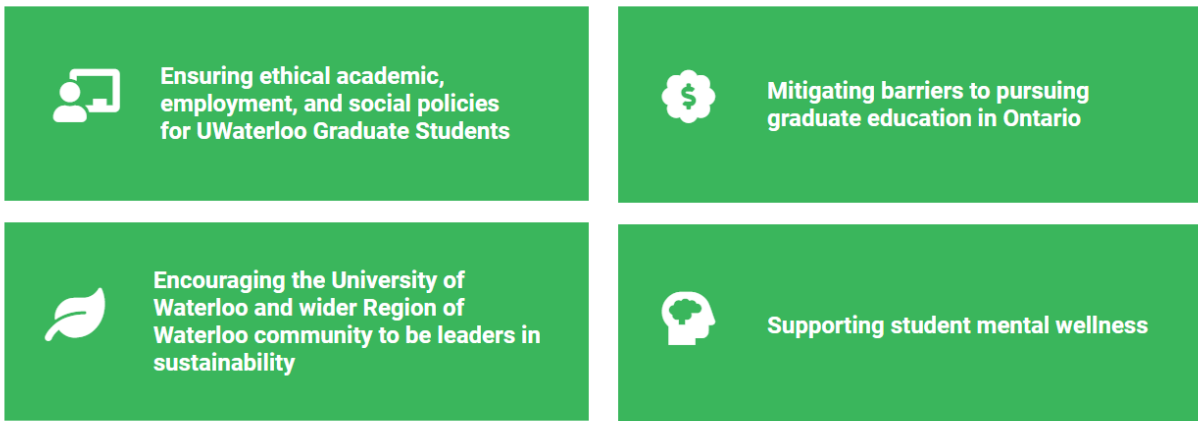 Ensuring ethical academic,
employment, and social policies
for UWaterloo Graduate Students
$
Mitigating barriers to pursuing
graduate education in Ontario
Encouraging the University of
Waterloo and wider Region of
Waterloo community to be leaders in
sustainability
Supporting student mental wellness